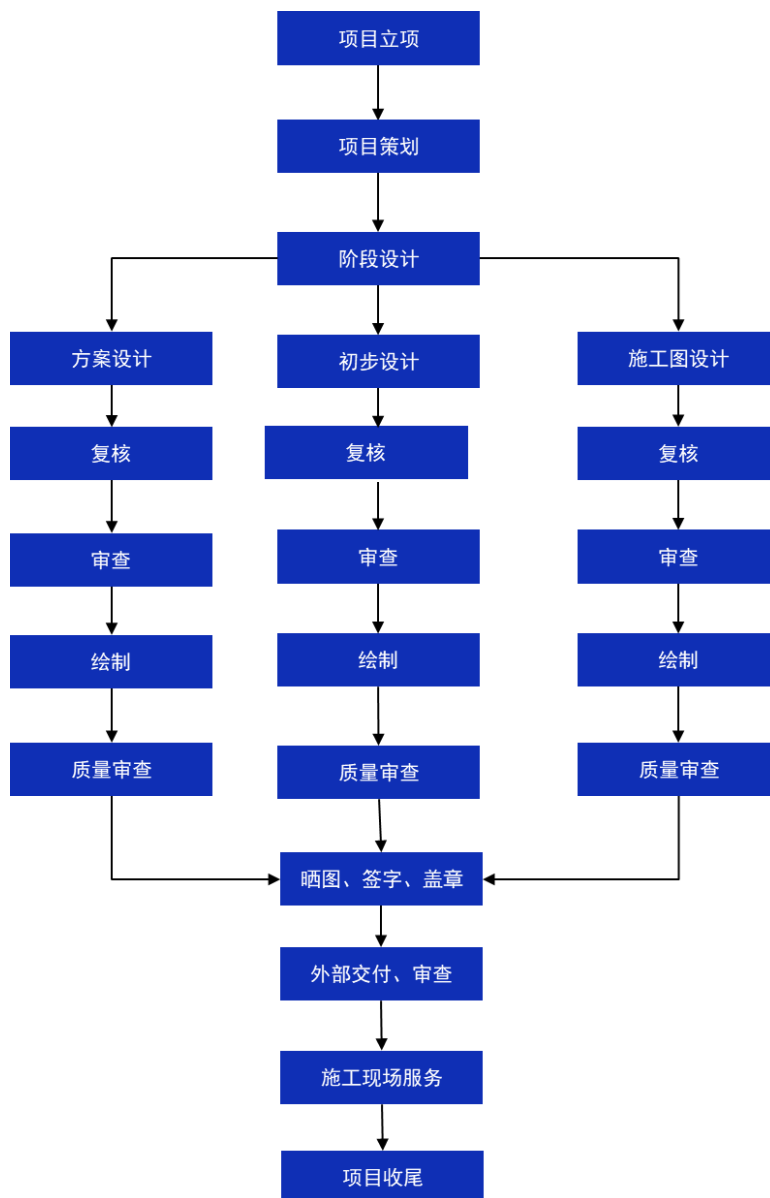 项目立项
项目策划
阶段设计
方案设计
初步设计
施工图设计
复核
复核
复核
审查
审查
审查
绘制
绘制
绘制
质量审查
质量审查
质量审查
晒图、签字、盖章
外部交付、审查
施工现场服务
项目收尾